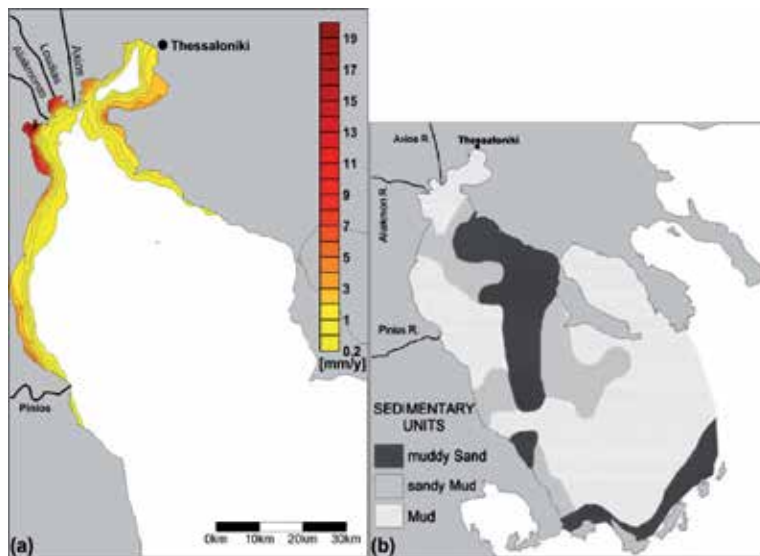 Thessaloniki
Axios
Loudias
Aliakmonas
19
17
15
13
11
9
7
5
3
1
0.2
[mm/y]
Pinios
0km 10km 20km 30km
(a)
Thessaloniki
Axios R.
Aliakmon R.
Pinios R.
SEDIMENTARY
UNITS
muddy Sand
sandy Mud
Mud
(b)